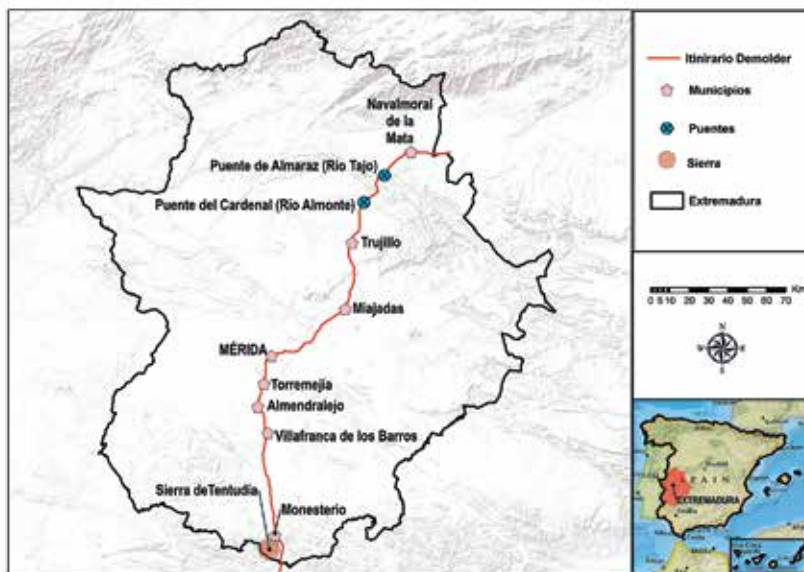 Navalmoral
de la
Mata
Puente de Almaraz (Río Tajo)
Puente del Cardenal (Río Almonte)
Trujillo
Miajadas
MÉRIDA
Torremejía
Almendralejo
Villafranca de los Barros
Sierra deTentudía
Monesterio
Itinirario Demolder
Municipios
Puentes
Sierra
Extremadura
0 5 10 20 30 40 50 60 70 Km
N
W E
S
SPAIN
EXTREMADURA